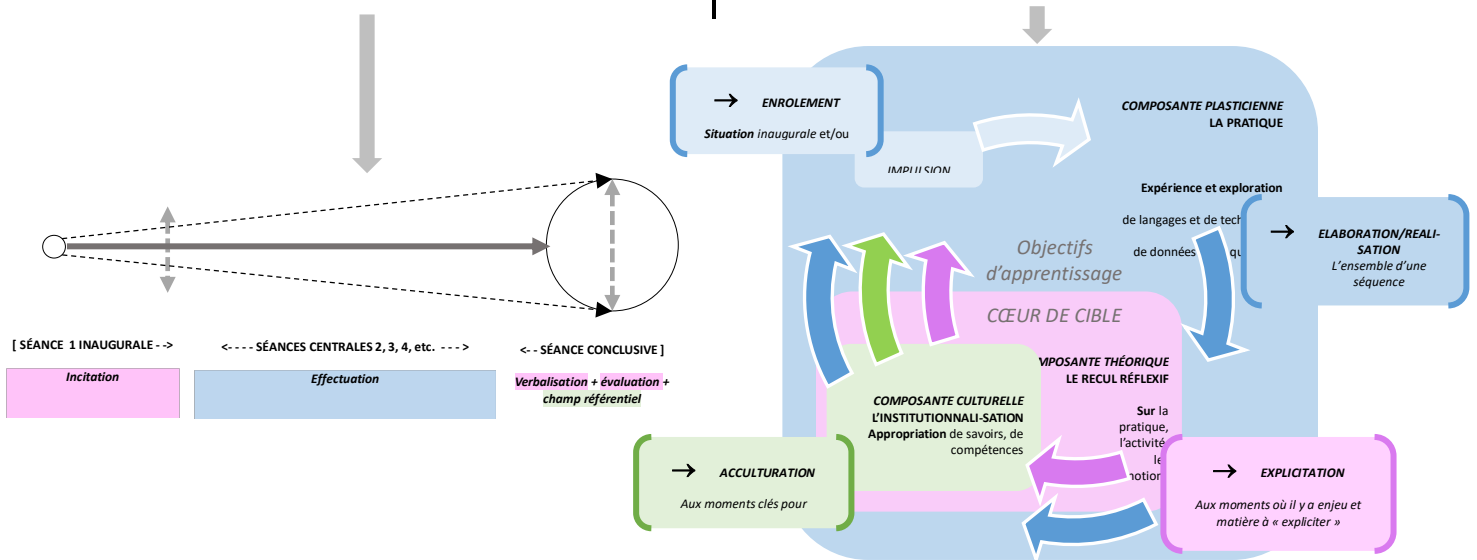 [ SÉANCE 1 INAUGURALE - ->
<- - - - SÉANCES CENTRALES 2, 3, 4, etc. - - - ->
<- - SÉANCE CONCLUSIVE ]
Incitation
Effectuation
Verbalisation + évaluation +
champ référentiel
→ ENROLEMENT
Situation inaugurale et/ou
IMPULSION
COMPOSANTE PLASTICIENNE
LA PRATIQUE
Expérience et exploration
de langages et de
de données
→ ELABORATION/REALI-
SATION
L'ensemble d'une
séquence
Objectifs
d'apprentissage
CŒUR DE CIBLE
THÉORIQUE
LE RECUL RÉFLEXIF
Sur la
pratique,
l'activité,
COMPOSANTE CULTURELLE
L'INSTITUTIONNALI-SATION
Appropriation de savoirs, de
compétences
→ ACCULTURATION
Aux moments clés pour
→ EXPLICITATION
Aux moments où il y a enjeu et
matière à « expliciter »